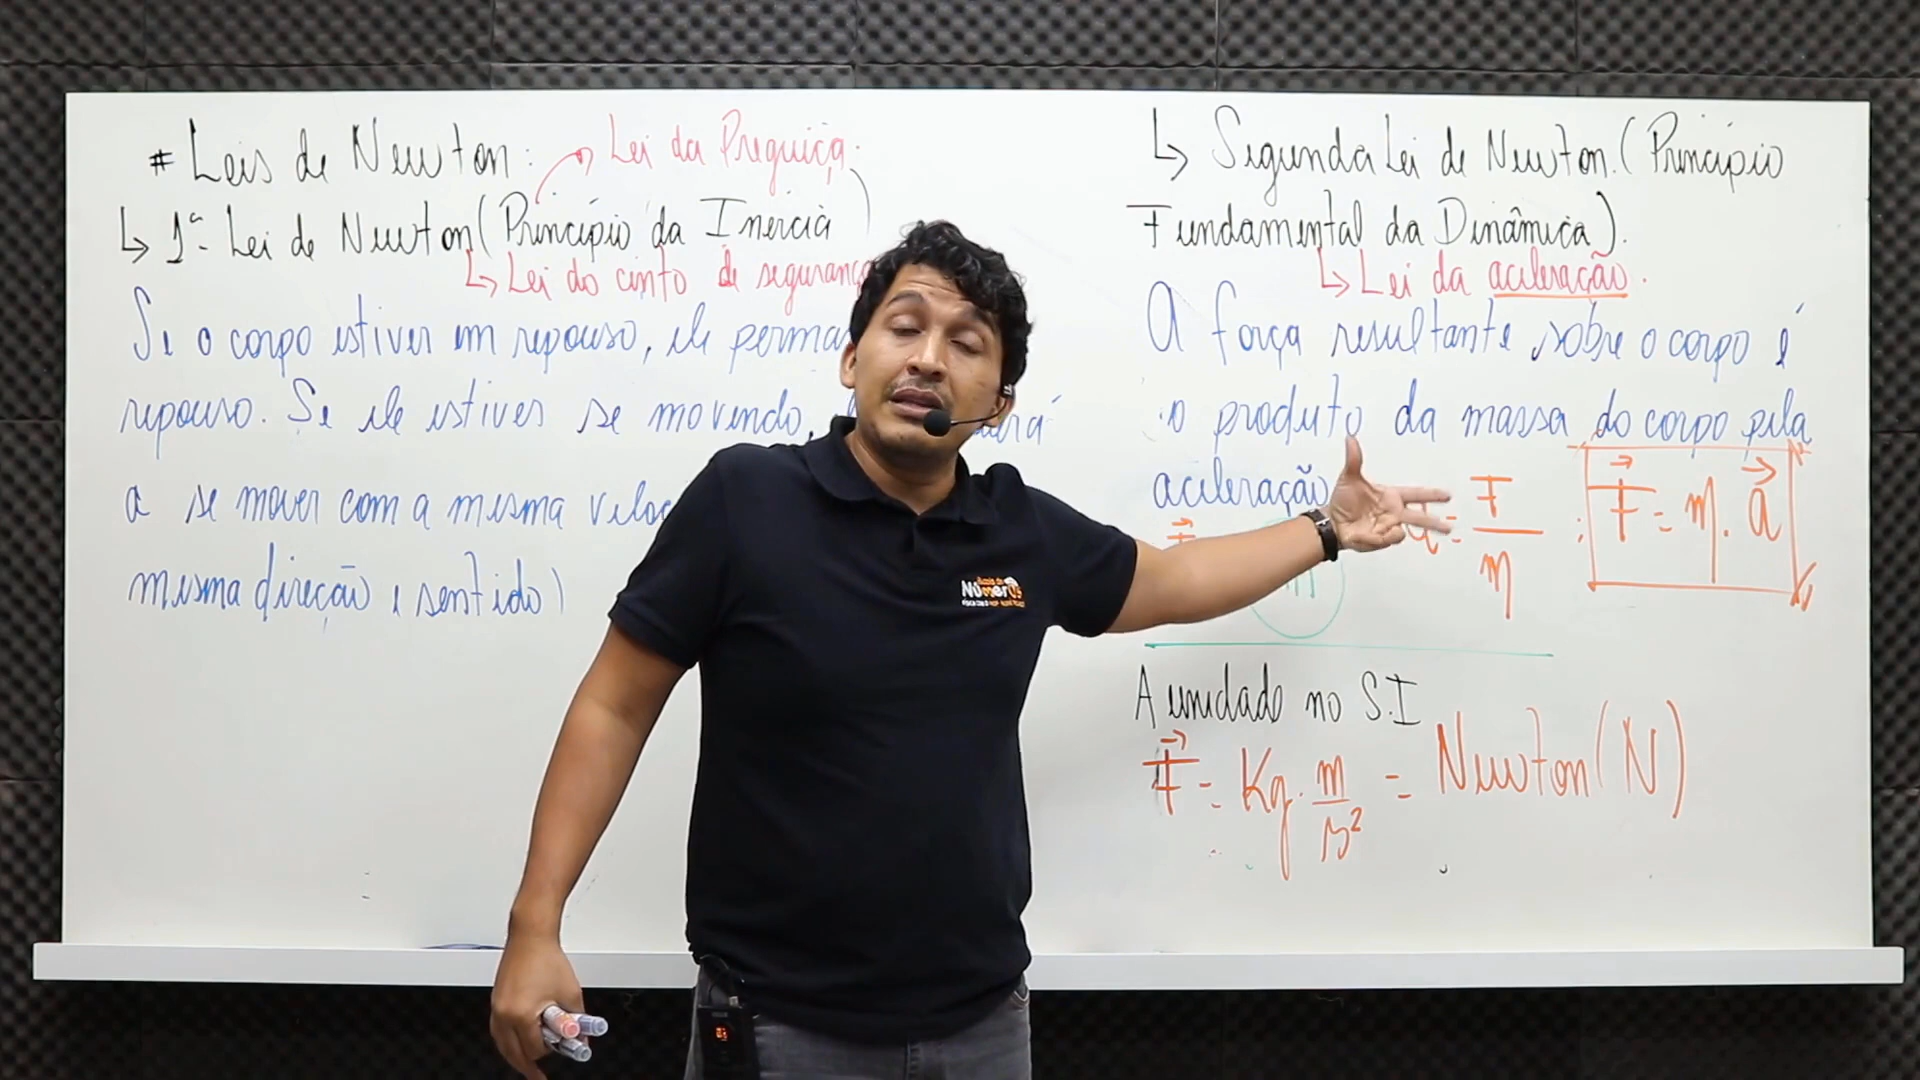 # Leis de Newton: Lei da Preguiça.
↳ 1ª Lei de Newton (Princípio da Inercia)
↳ Lei do cinto de segurança
Se o corpo estiver em repouso, ele perma
repouso. Se ele estiver se movendo,
a se mover com a mesma veloc
mesma direção e sentido)
↳ Segunda Lei de Newton. (Princípio
Fundamental da Dinâmica).
↳ Lei da aceleração.
A força resultante sobre o corpo é
o produto da massa do corpo pela
aceleração
a = F/m ; F = m . a
A unidade no S.I
F = Kg . m/s² = Newton (N)
NúmerOs